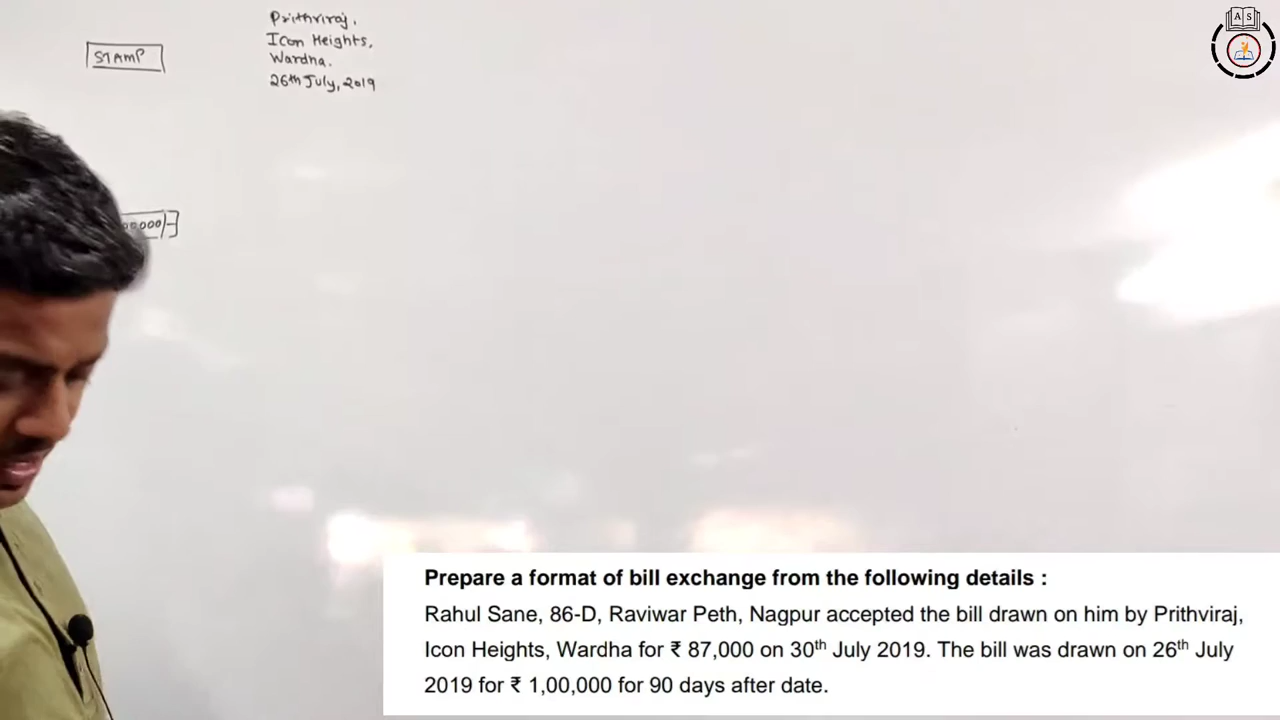 A S
STAMP
Prithviraj,
Icon Heights,
Wardha.
26th July, 2019
00000/-
Prepare a format of bill exchange from the following details :
Rahul Sane, 86-D, Raviwar Peth, Nagpur accepted the bill drawn on him by Prithviraj,
Icon Heights, Wardha for ₹ 87,000 on 30th July 2019. The bill was drawn on 26th July
2019 for ₹ 1,00,000 for 90 days after date.